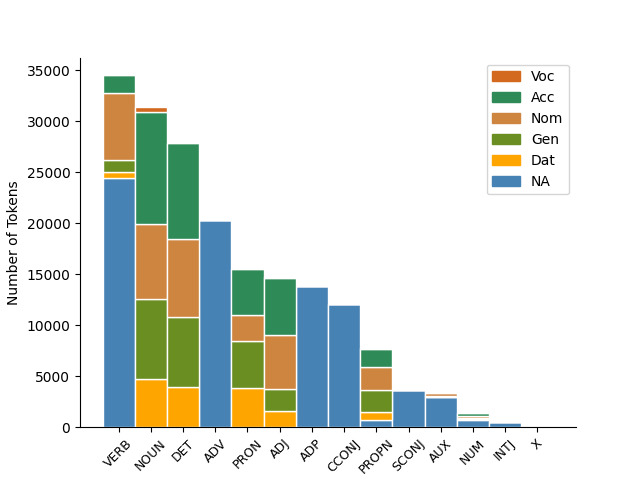 35000
30000
25000
20000
15000
10000
5000
0
Number of Tokens
Voc
Acc
Nom
Gen
Dat
NA
VERB
NOUN
DET
ADV
PRON
ADJ
ADP
CCONJ
PROPN
SCONJ
AUX
NUM
INTJ
X